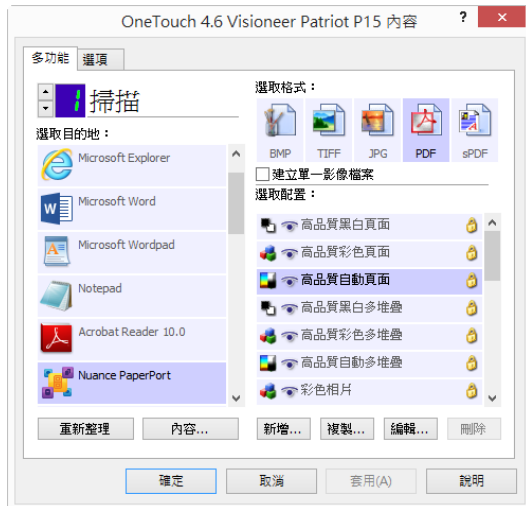 OneTouch 4.6 Visioneer Patriot P15 內容
多功能
選項
1 掃描
選取目的地：
Microsoft Explorer
Microsoft Word
Microsoft Wordpad
Notepad
Acrobat Reader 10.0
Nuance PaperPort
重新整理
內容...
選取格式：
BMP
TIFF
JPG
PDF
sPDF
建立單一影像檔案
選取配置：
高品質黑白頁面
高品質彩色頁面
高品質自動頁面
高品質黑白多堆疊
高品質彩色多堆疊
高品質自動多堆疊
彩色相片
新增...
複製...
編輯...
刪除
確定
取消
套用(A)
說明